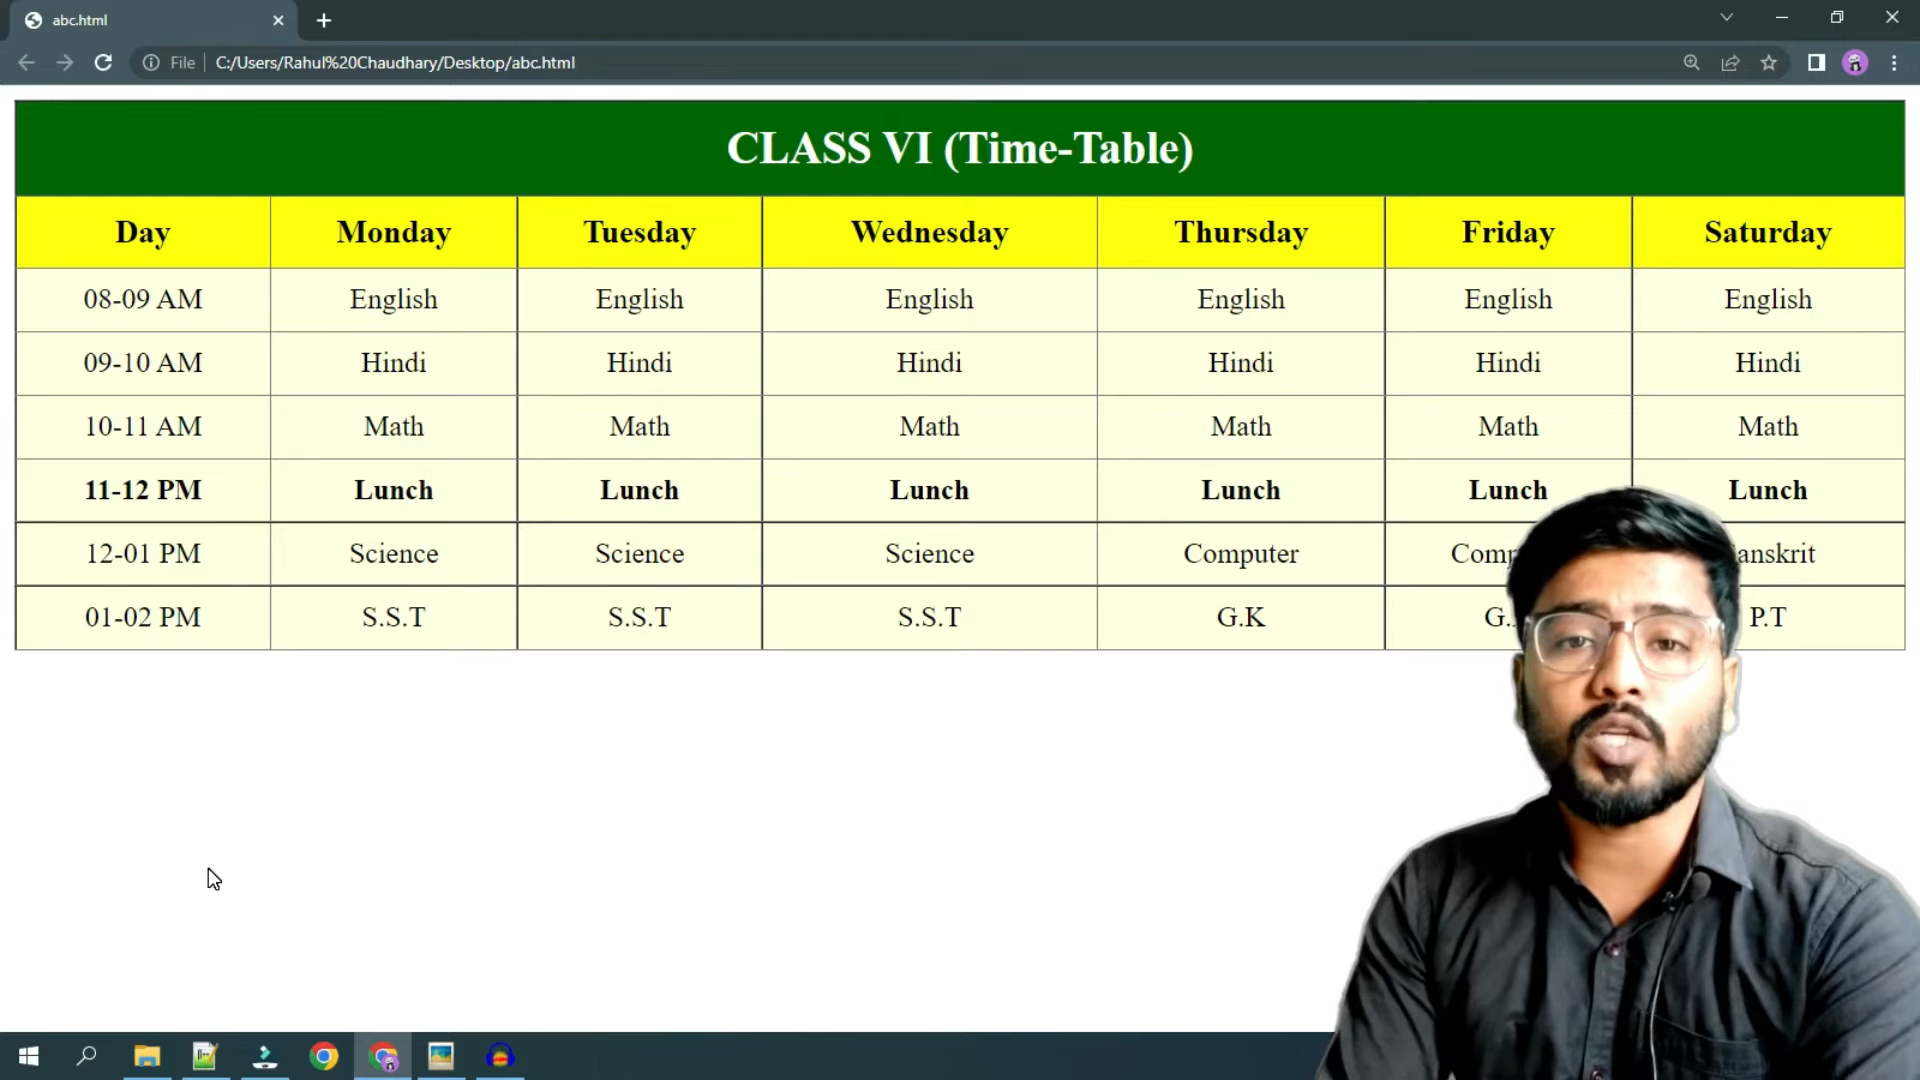 abc.html
File C:/Users/Rahul%20Chaudhary/Desktop/abc.html
CLASS VI (Time-Table)
Day Monday Tuesday Wednesday Thursday Friday Saturday
08-09 AM English English English English English English
09-10 AM Hindi Hindi Hindi Hindi Hindi Hindi
10-11 AM Math Math Math Math Math Math
11-12 PM Lunch Lunch Lunch Lunch Lunch Lunch
12-01 PM Science Science Science Computer
01-02 PM S.S.T S.S.T S.S.T G.K P.T